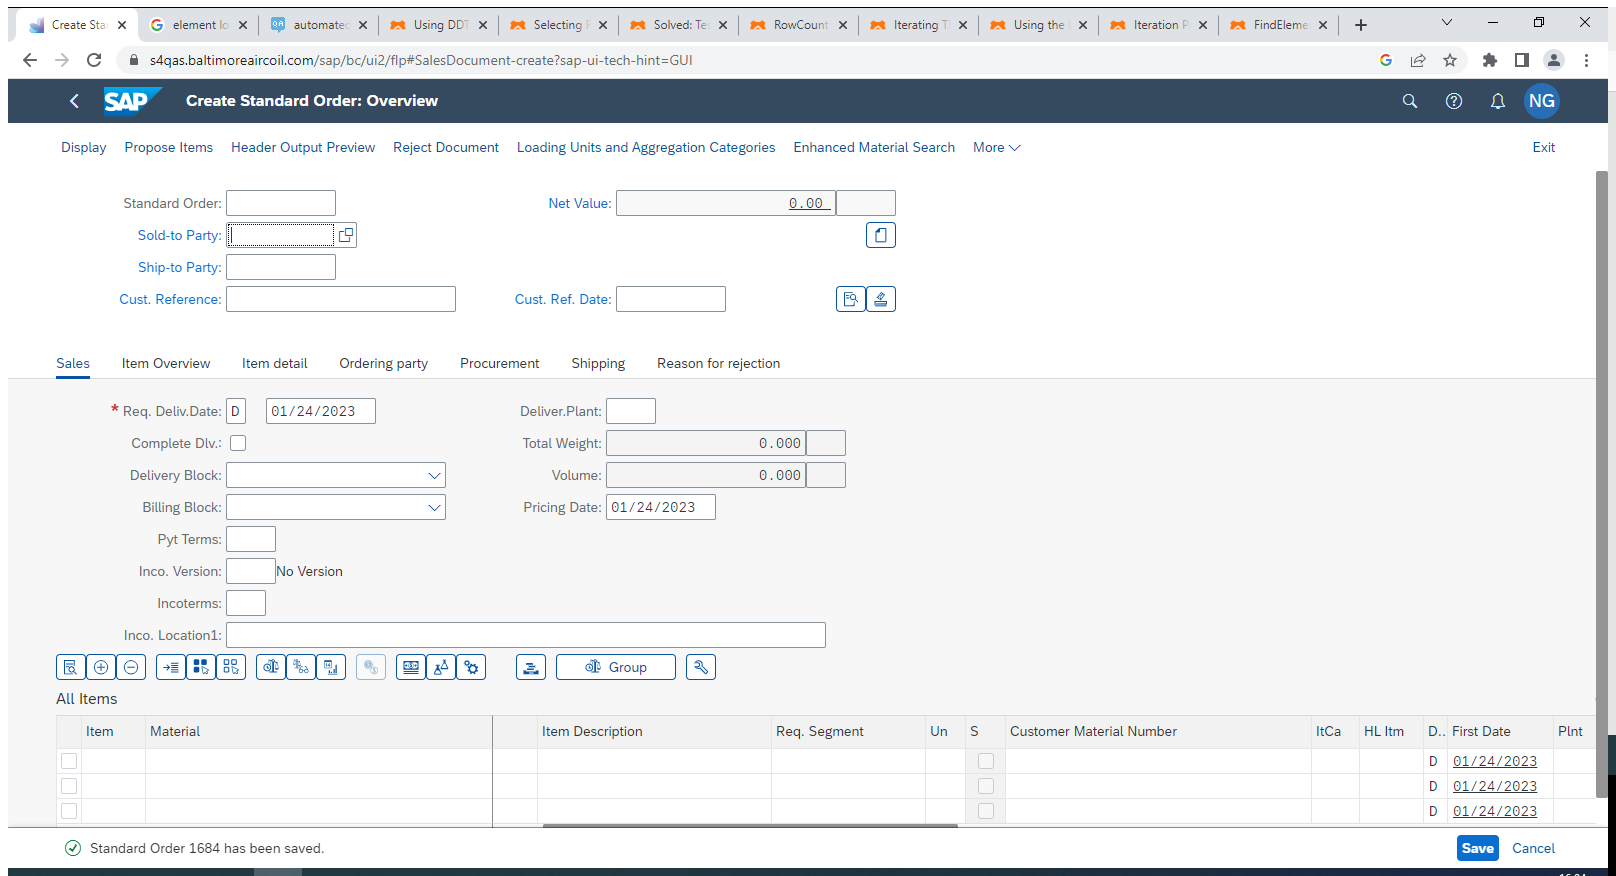 Create Sta
element lo
automate
Using DDT
Selecting
Solved: Te
RowCount
Iterating T
Using the
Iteration P
FindEleme
s4qas.baltimoreaircoil.com/sap/bc/ui2/flp#SalesDocument-create?sap-ui-tech-hint=GUI
SAP Create Standard Order: Overview NG
Display Propose Items Header Output Preview Reject Document Loading Units and Aggregation Categories Enhanced Material Search More Exit
Standard Order: Net Value: 0.00
Sold-to Party:
Ship-to Party:
Cust. Reference: Cust. Ref. Date:
Sales Item Overview Item detail Ordering party Procurement Shipping Reason for rejection
* Req. Deliv.Date: D 01/24/2023 Deliver.Plant:
Complete Dlv.: Total Weight: 0.000
Delivery Block: Volume: 0.000
Billing Block: Pricing Date: 01/24/2023
Pyt Terms:
Inco. Version: No Version
Incoterms:
Inco. Location1:
Group
All Items
Item Material Item Description Req. Segment Un S Customer Material Number ItCa HL Itm D.. First Date Plnt
D 01/24/2023
D 01/24/2023
D 01/24/2023
Standard Order 1684 has been saved. Save Cancel